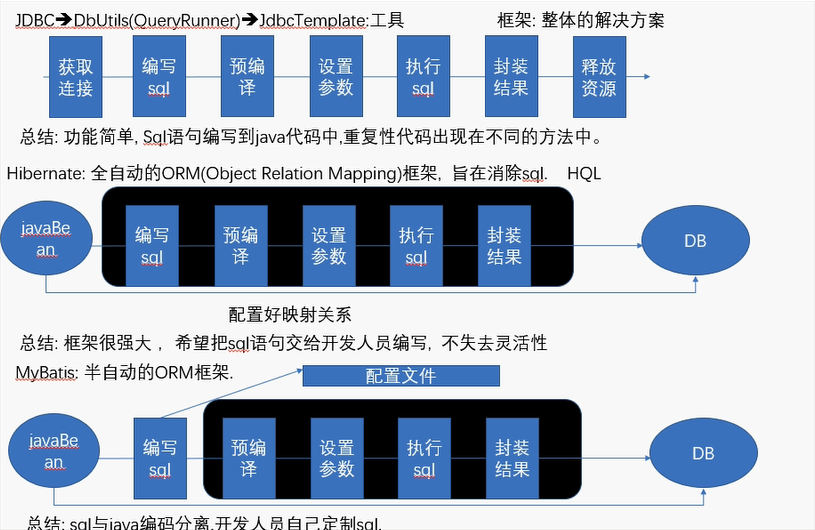 JDBC➔DbUtils(QueryRunner)➔JdbcTemplate:工具
框架: 整体的解决方案
获取
连接
编写
sql
预编
译
设置
参数
执行
sql
封装
结果
释放
资源
总结: 功能简单, Sql语句编写到java代码中,重复性代码出现在不同的方法中。
Hibernate: 全自动的ORM(Object Relation Mapping)框架, 旨在消除sql. HQL
javaBe
an
编写
sql
预编
译
设置
参数
执行
sql
封装
结果
DB
配置好映射关系
总结: 框架很强大 , 希望把sql语句交给开发人员编写, 不失去灵活性
MyBatis: 半自动的ORM框架.
配置文件
javaBe
an
编写
sql
预编
译
设置
参数
执行
sql
封装
结果
DB
总结: sql与java编码分离,开发人员自己定制sql.